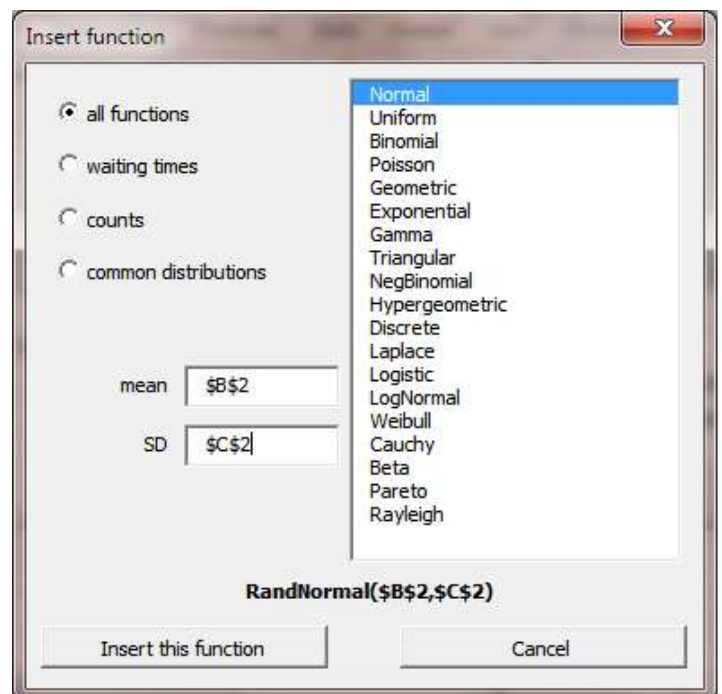 Insert function
all functions
waiting times
counts
common distributions
Normal
Uniform
Binomial
Poisson
Geometric
Exponential
Gamma
Triangular
NegBinomial
Hypergeometric
Discrete
Laplace
Logistic
LogNormal
Weibull
Cauchy
Beta
Pareto
Rayleigh
mean $B$2
SD $C$2
RandNormal($B$2,$C$2)
Insert this function
Cancel